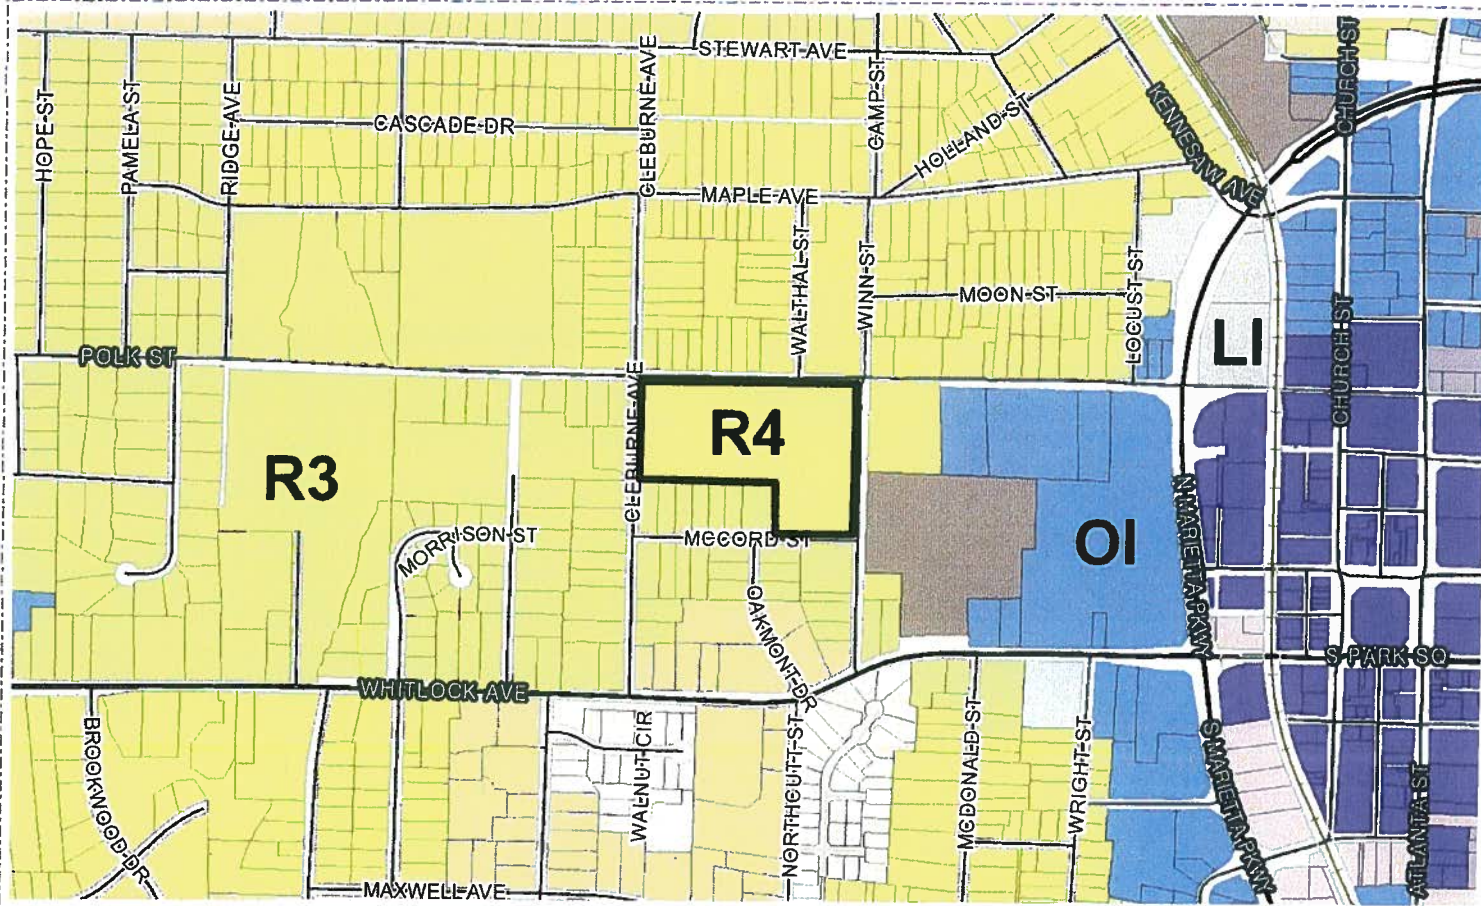 STEWART AVE
CHURCH ST
CLEBURNE AVE
CAMP ST
HOPE ST
PAMELA ST
RIDGE AVE
CASCADE DR
HOLLAND ST
KENNESAW AVE
MAPLE AVE
WALTHAL ST
WINN ST
MOON ST
LOCUST ST
LI
CHURCH ST
POLK ST
CLEBURNE AVE
R4
R3
MORRISON ST
MCCORD ST
OI
N MARIETTA PKWY
OAKMONT DR
S PARK SQ
WHITLOCK AVE
BROOKWOOD DR
WALNUT CIR
NORTHCUTT ST
MCDONALD ST
WRIGHT ST
S MARIETTA PKWY
ATLANTA ST
MAXWELL AVE